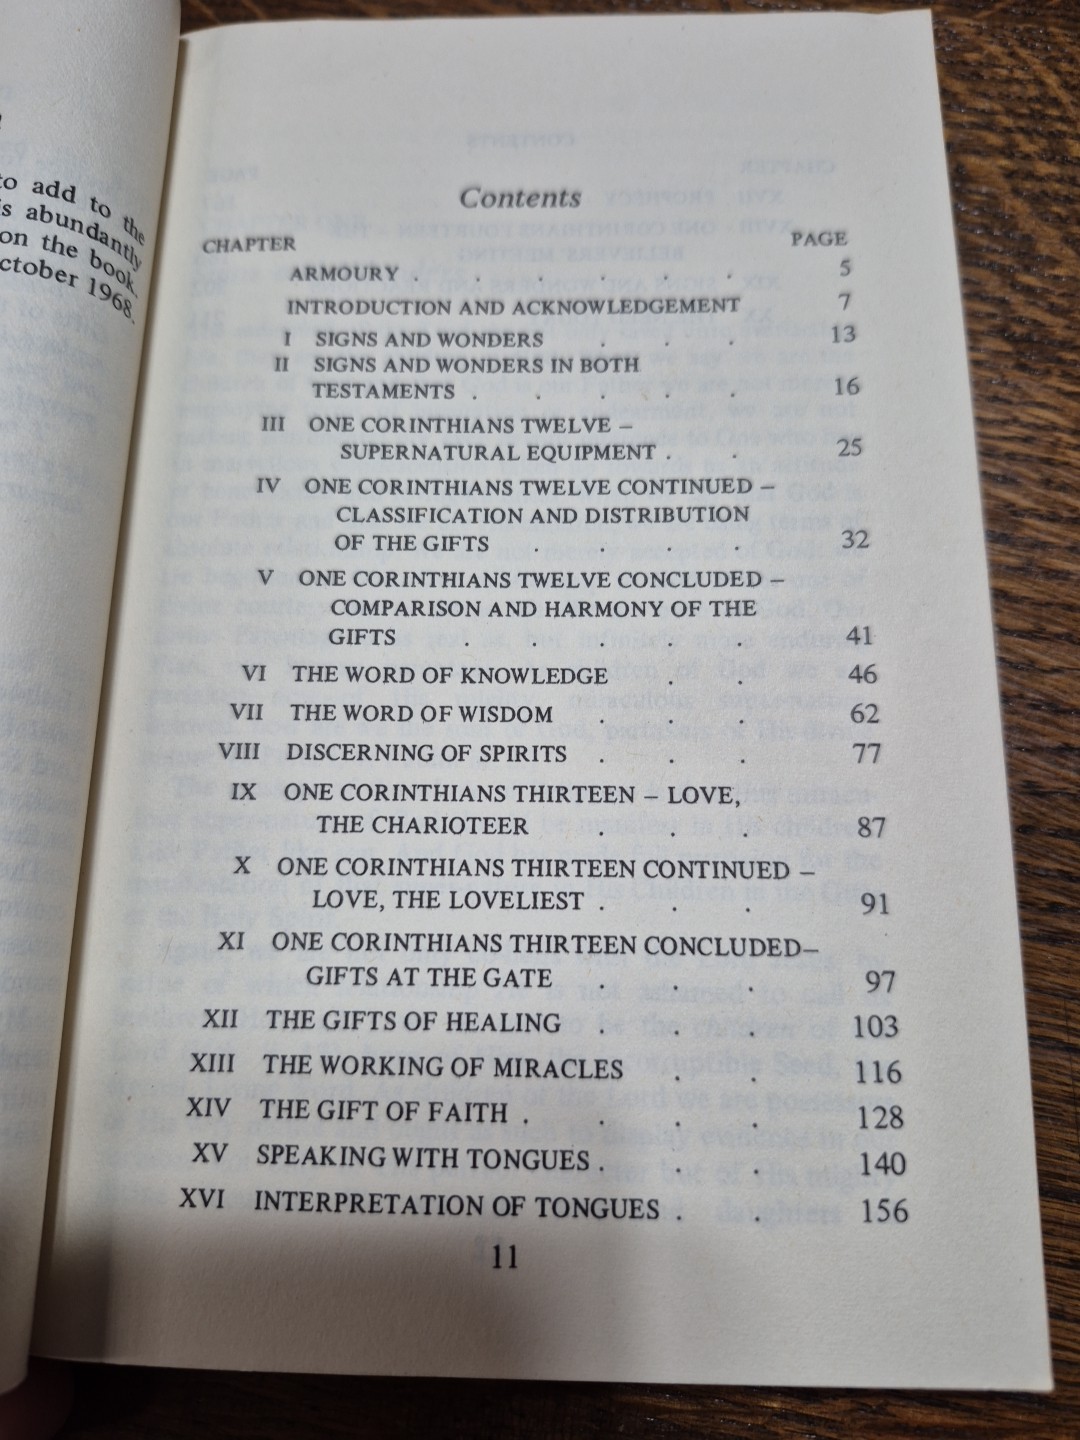 to add to the
is abundantly
on the book.
ctober 1968.
Contents
CHAPTER PAGE
ARMOURY . . . . . . 5
INTRODUCTION AND ACKNOWLEDGEMENT 7
I SIGNS AND WONDERS . . . 13
II SIGNS AND WONDERS IN BOTH
TESTAMENTS . . . . . 16
III ONE CORINTHIANS TWELVE –
SUPERNATURAL EQUIPMENT . . 25
IV ONE CORINTHIANS TWELVE CONTINUED –
CLASSIFICATION AND DISTRIBUTION
OF THE GIFTS . . . . 32
V ONE CORINTHIANS TWELVE CONCLUDED –
COMPARISON AND HARMONY OF THE
GIFTS . . . . . 41
VI THE WORD OF KNOWLEDGE . . 46
VII THE WORD OF WISDOM . . . 62
VIII DISCERNING OF SPIRITS . . . 77
IX ONE CORINTHIANS THIRTEEN – LOVE,
THE CHARIOTEER . . . 87
X ONE CORINTHIANS THIRTEEN CONTINUED –
LOVE, THE LOVELIEST . . . 91
XI ONE CORINTHIANS THIRTEEN CONCLUDED–
GIFTS AT THE GATE . . . 97
XII THE GIFTS OF HEALING . . 103
XIII THE WORKING OF MIRACLES . . 116
XIV THE GIFT OF FAITH . . . . 128
XV SPEAKING WITH TONGUES . . . 140
XVI INTERPRETATION OF TONGUES . . 156
11